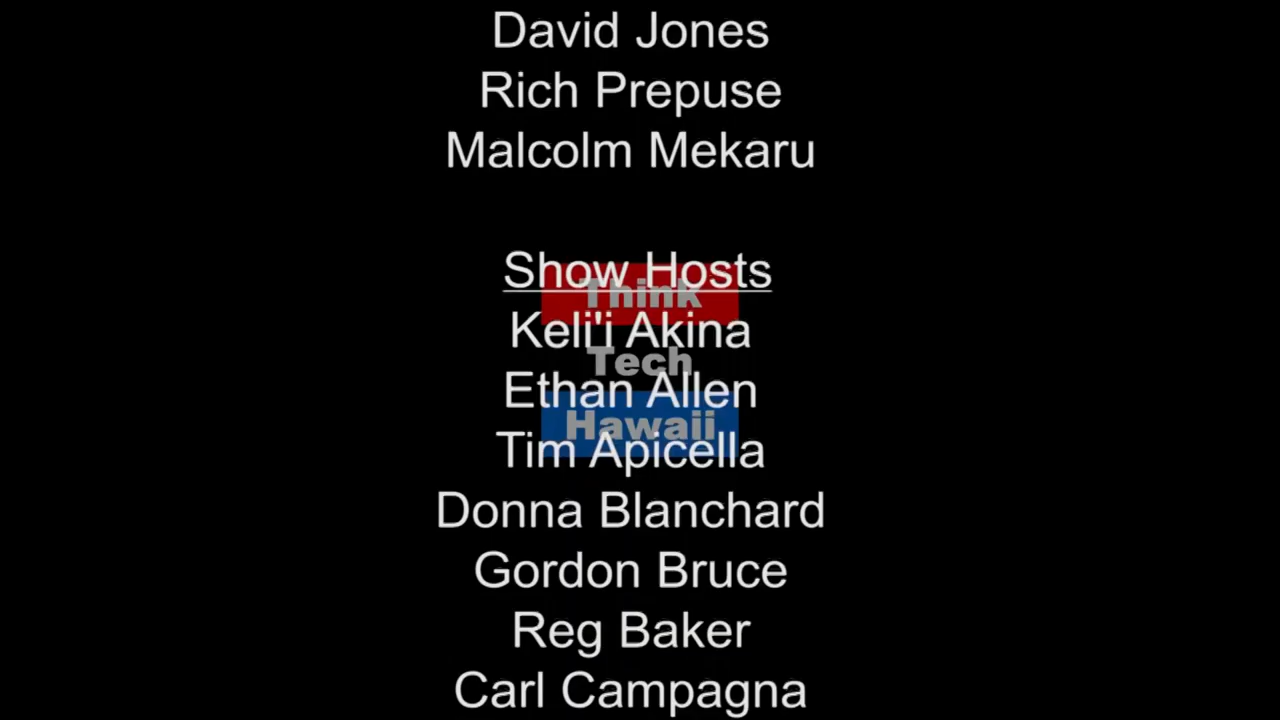 David Jones
Rich Prepuse
Malcolm Mekaru
Show Hosts
Think
Keli'i Akina
Tech
Ethan Allen
Hawaii
Tim Apicella
Donna Blanchard
Gordon Bruce
Reg Baker
Carl Campagna